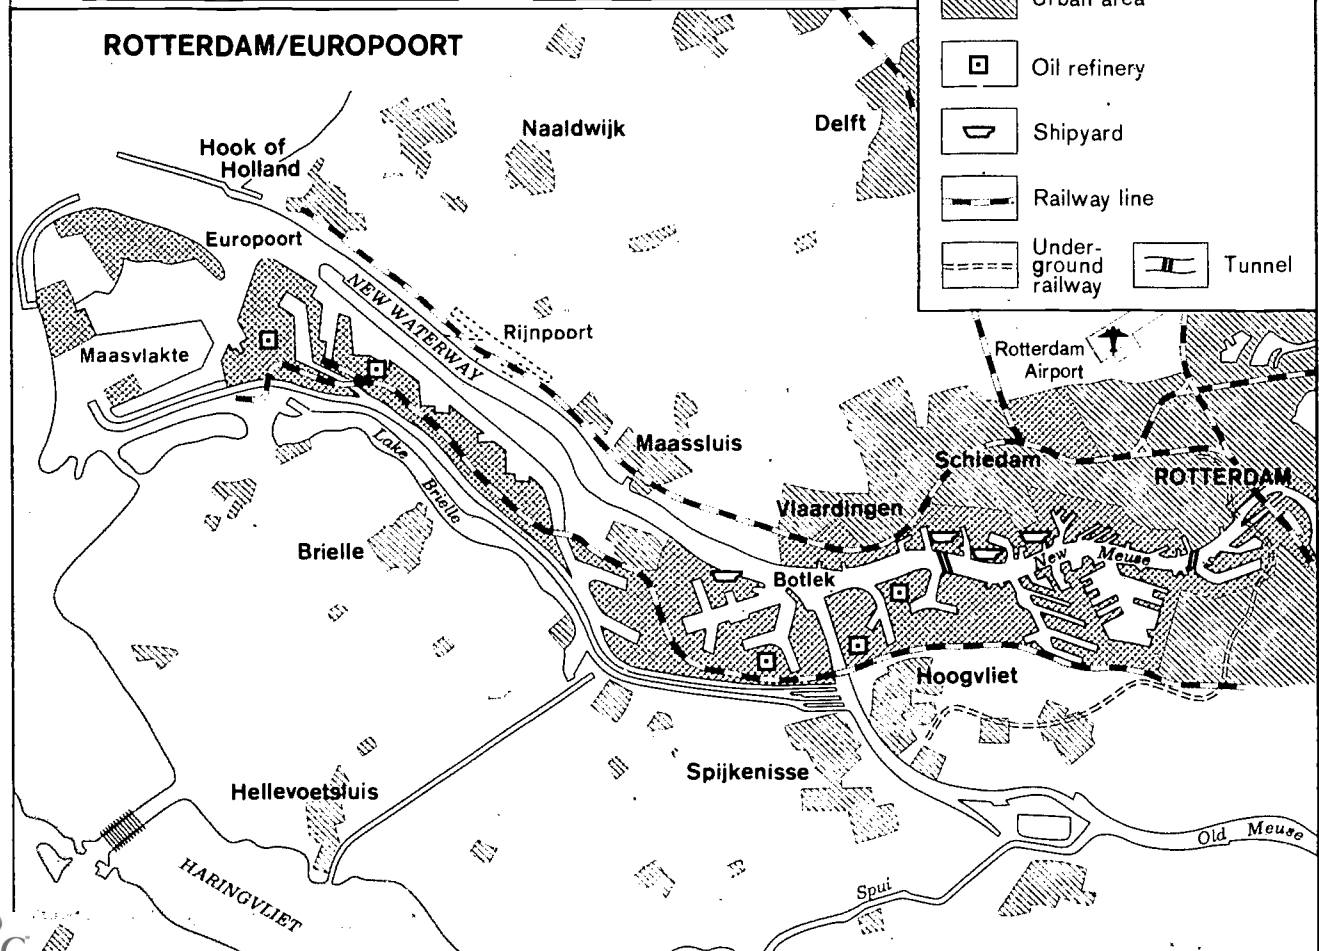 ROTTERDAM/EUROPOORT
Urban area
Oil refinery
Shipyard
Railway line
Under-
ground
railway
Tunnel
Naaldwijk
Delft
Hook of
Holland
Europoort
NEW WATERWAY
Rijnpoort
Maasvlakte
Rotterdam
Airport
Lake
Brielle
Maassluis
Schiedam
ROTTERDAM
Vlaardingen
Brielle
New Meuse
Botlek
Hoogvliet
Spijkenisse
Hellevoetsluis
Old Meuse
HARINGVLIET
Spui